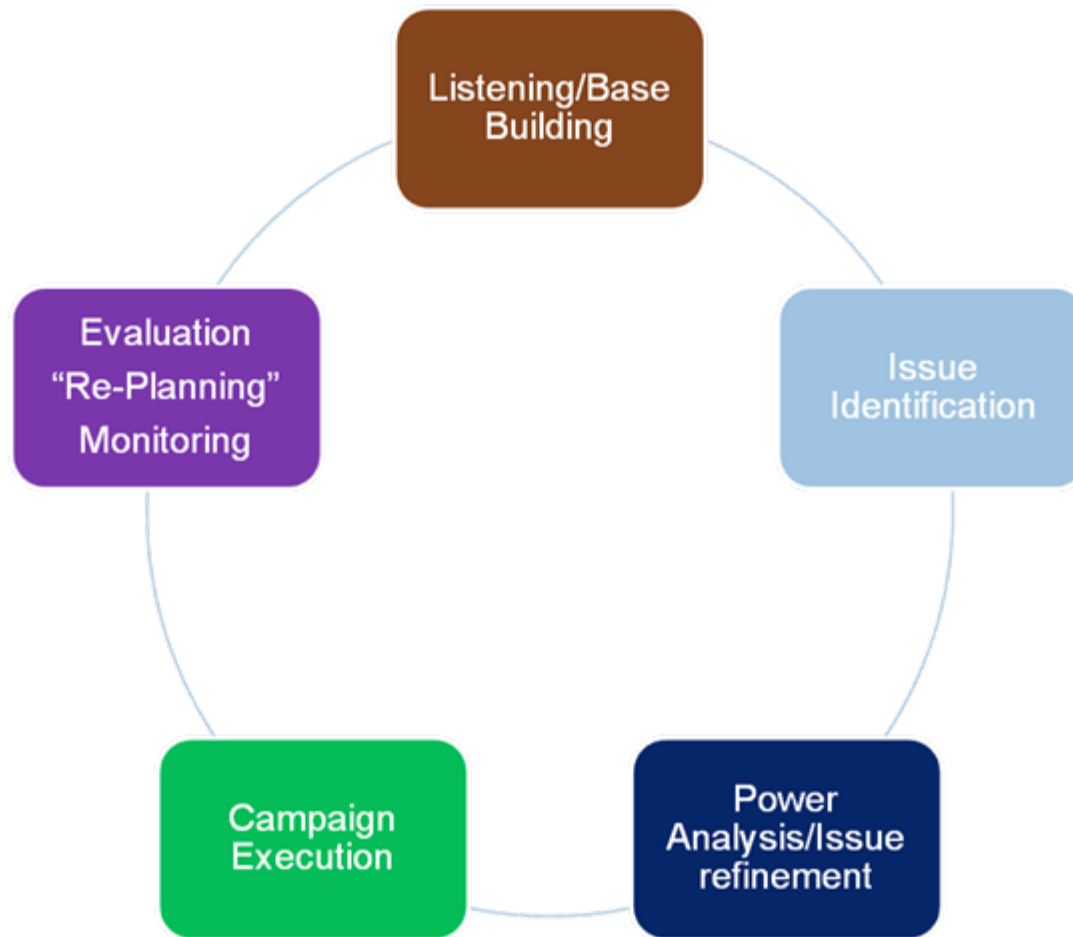 Listening/Base
Building
Issue
Identification
Power
Analysis/Issue
refinement
Campaign
Execution
Evaluation
“Re-Planning”
Monitoring